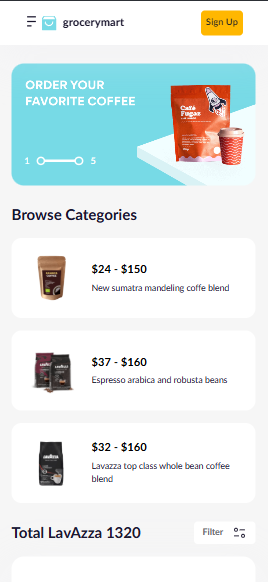 grocerymart
Sign Up
ORDER YOUR
FAVORITE COFFEE
Café
Fugaz
1
5
Browse Categories
$24 - $150
New sumatra mandeling coffe blend
$37 - $160
Espresso arabica and robusta beans
LAVAZZA
$32 - $160
Lavazza top class whole bean coffee
blend
Total LavAzza 1320
Filter